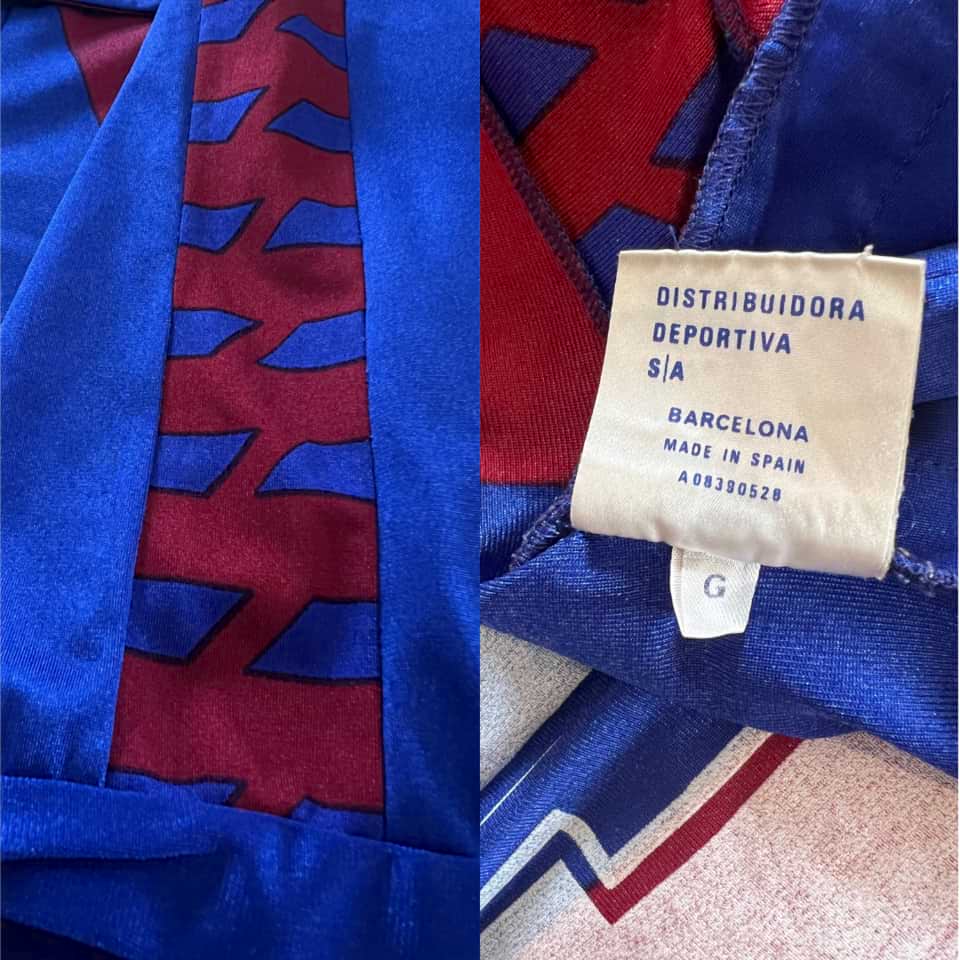 DISTRIBUIDORA
DEPORTIVA
S|A
BARCELONA
MADE IN SPAIN
A08390528
G